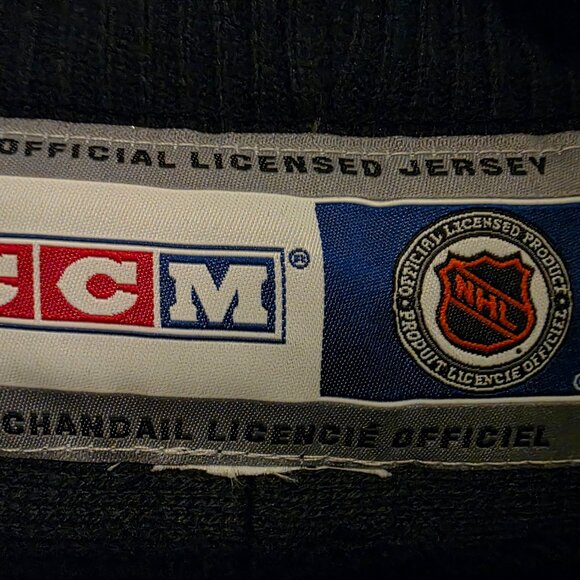 OFFICIAL LICENSED JERSEY
CCM®
OFFICIAL LICENSED PRODUCT
NHL
PRODUIT LICENCIÉ OFFICIEL
CHANDAIL LICENCIÉ OFFICIEL